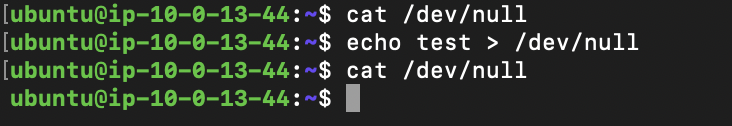 [ubuntu@ip-10-0-13-44:~$ cat /dev/null
[ubuntu@ip-10-0-13-44:~$ echo test > /dev/null
[ubuntu@ip-10-0-13-44:~$ cat /dev/null
ubuntu@ip-10-0-13-44:~$